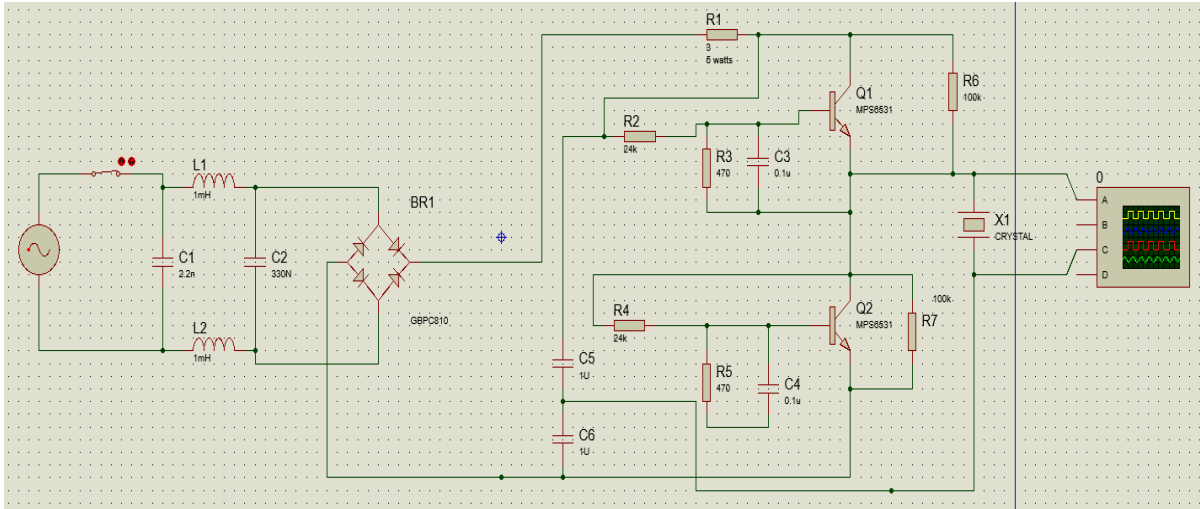 R1
3
5 watts
R6
100k
Q1
MPS6531
R2
24k
R3
470
C3
0.1u
L1
1mH
BR1
0
A
B
C
D
X1
CRYSTAL
C1
2.2n
C2
330N
GBPC810
L2
1mH
R4
24k
Q2
MPS6531
100k
R7
C5
1U
R5
470
C4
0.1u
C6
1U